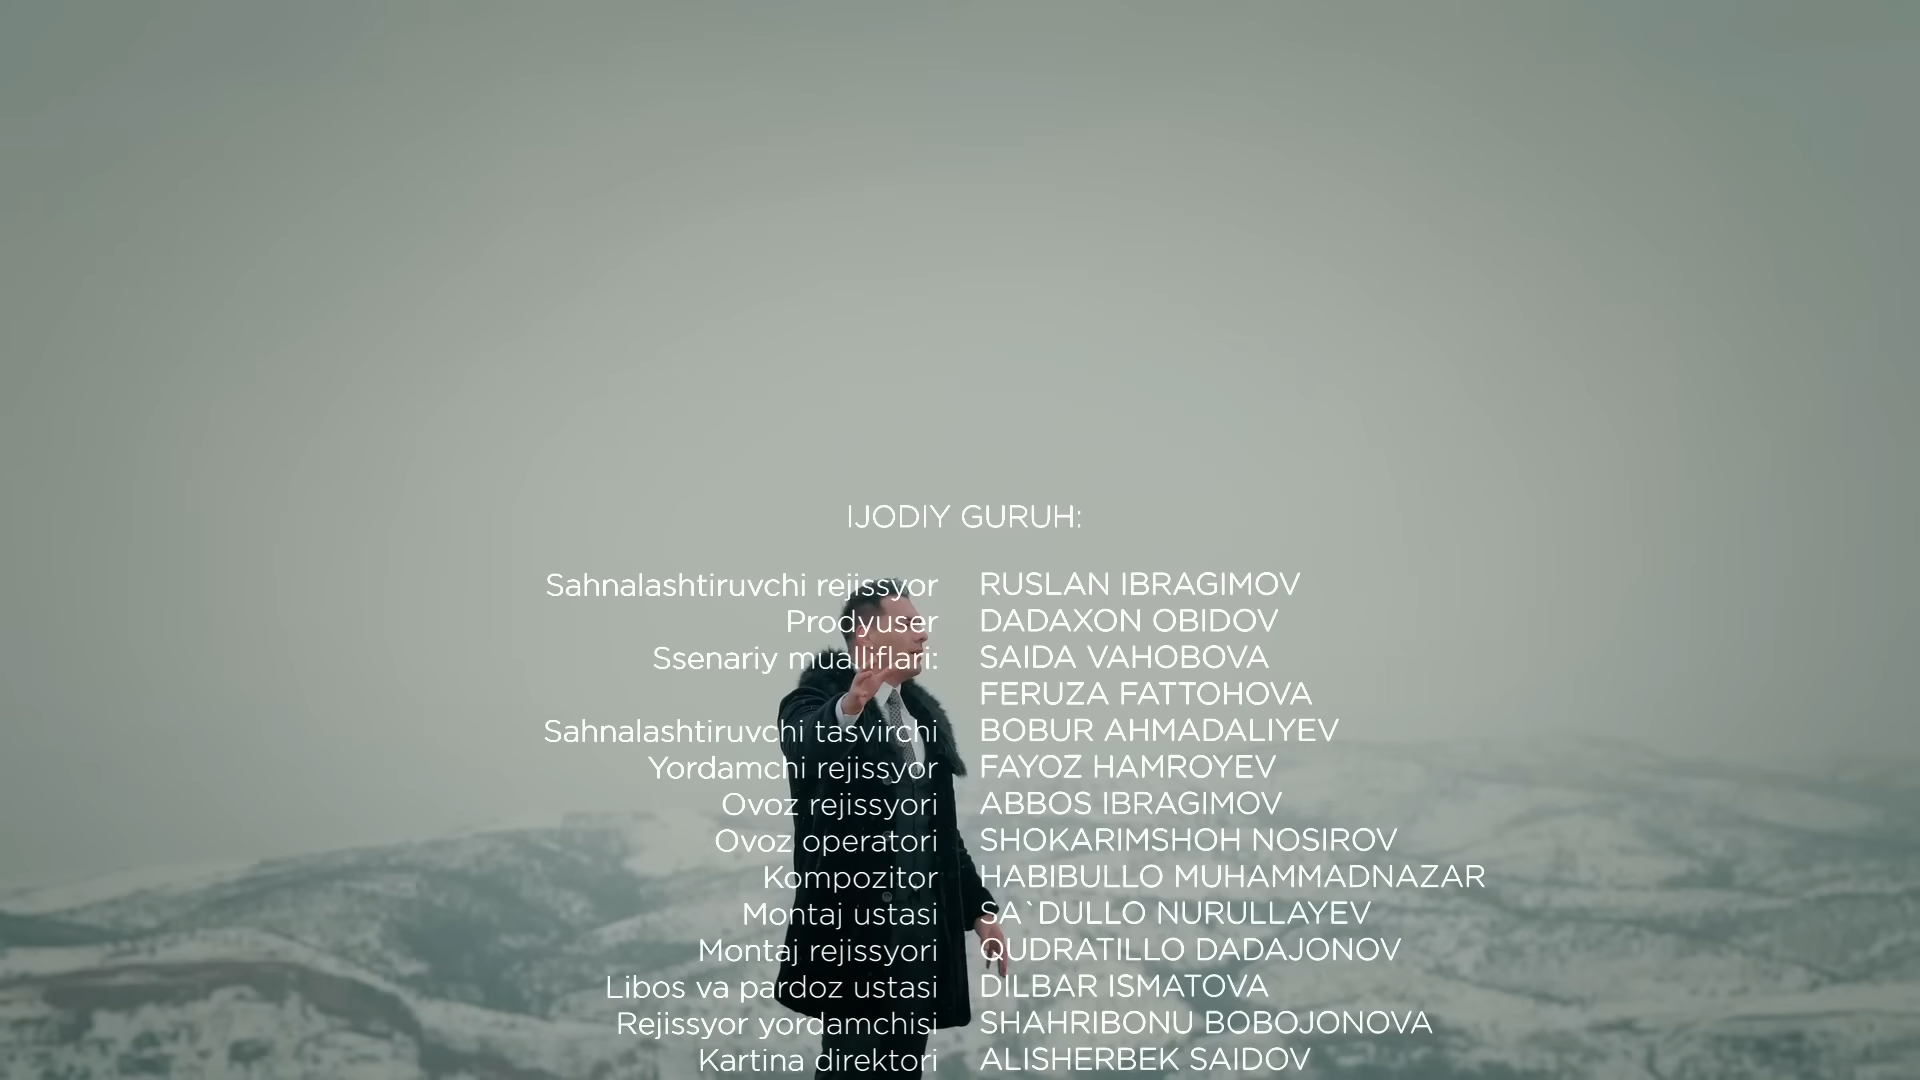 IJODIY GURUH:
Sahnalashtiruvchi rejissyor RUSLAN IBRAGIMOV
Prodyuser DADAXON OBIDOV
Ssenariy mualliflari: SAIDA VAHOBOVA
FERUZA FATTOHOVA
Sahnalashtiruvchi tasvirchi BOBUR AHMADALIYEV
Yordamchi rejissyor FAYOZ HAMROYEV
Ovoz rejissyori ABBOS IBRAGIMOV
Ovoz operatori SHOKARIMSHOH NOSIROV
Kompozitor HABIBULLO MUHAMMADNAZAR
Montaj ustasi SA`DULLO NURULLAYEV
Montaj rejissyori QUDRATILLO DADAJONOV
Libos va pardoz ustasi DILBAR ISMATOVA
Rejissyor yordamchisi SHAHRIBONU BOBOJONOVA
Kartina direktori ALISHERBEK SAIDOV